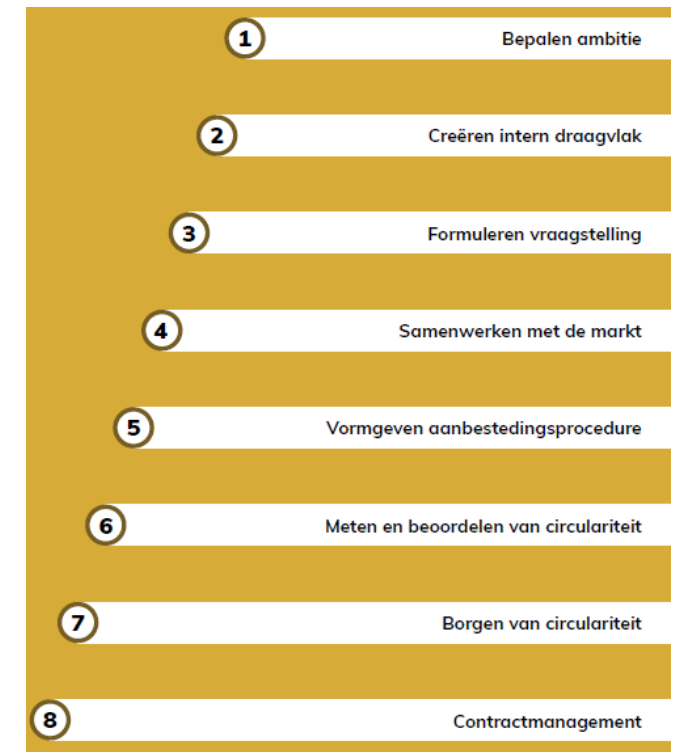 1 Bepalen ambitie
2 Creëren intern draagvlak
3 Formuleren vraagstelling
4 Samenwerken met de markt
5 Vormgeven aanbestedingsprocedure
6 Meten en beoordelen van circulariteit
7 Borgen van circulariteit
8 Contractmanagement